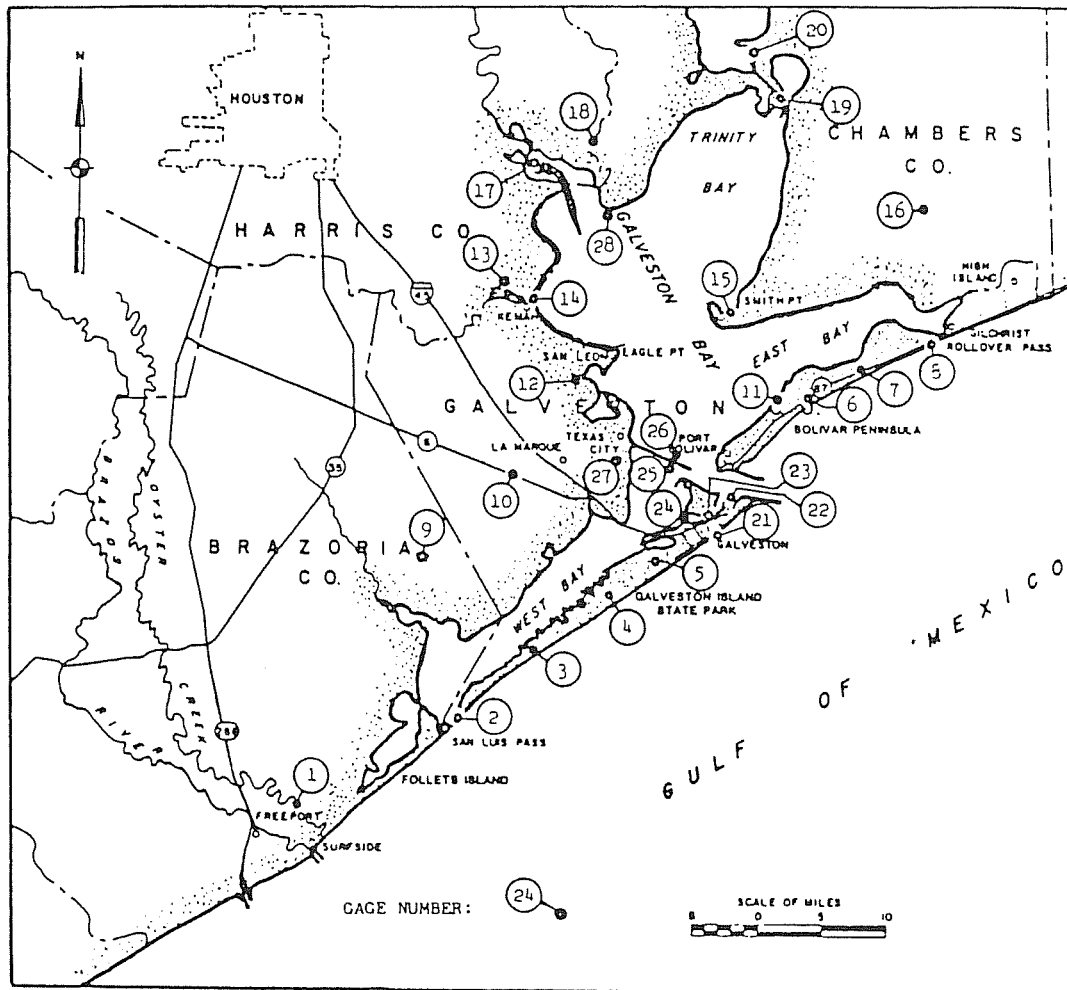 N
HOUSTON
20
18
19
TRINITY
BAY
CHAMBERS
CO.
17
16
HARRIS CO
28
GALVESTON
BAY
13
45
14
KEMAH
15
SMITH PT
HIGH
ISLAND
EAST BAY
GILCHRIST
ROLLOVER PASS
5
SAN LEO
EAGLE PT
12
11
7
87
6
BOLIVAR PENINSULA
GALVE TON
6
LA MARQUE
TEXAS
CITY
26
PORT
BOLIVAR
27
25
10
23
22
24
21
GALVESTON
35
BRAZOS
RIVER
OYSTER
CREEK
9
BRAZORIA
CO.
WEST BAY
5
GALVESTON ISLAND
STATE PARK
4
3
2
SAN LUIS PASS
288
FOLLETS ISLAND
1
FREEPORT
SURFSIDE
GULF OF MEXICO
GAGE NUMBER:
24
SCALE OF MILES
0 5 10